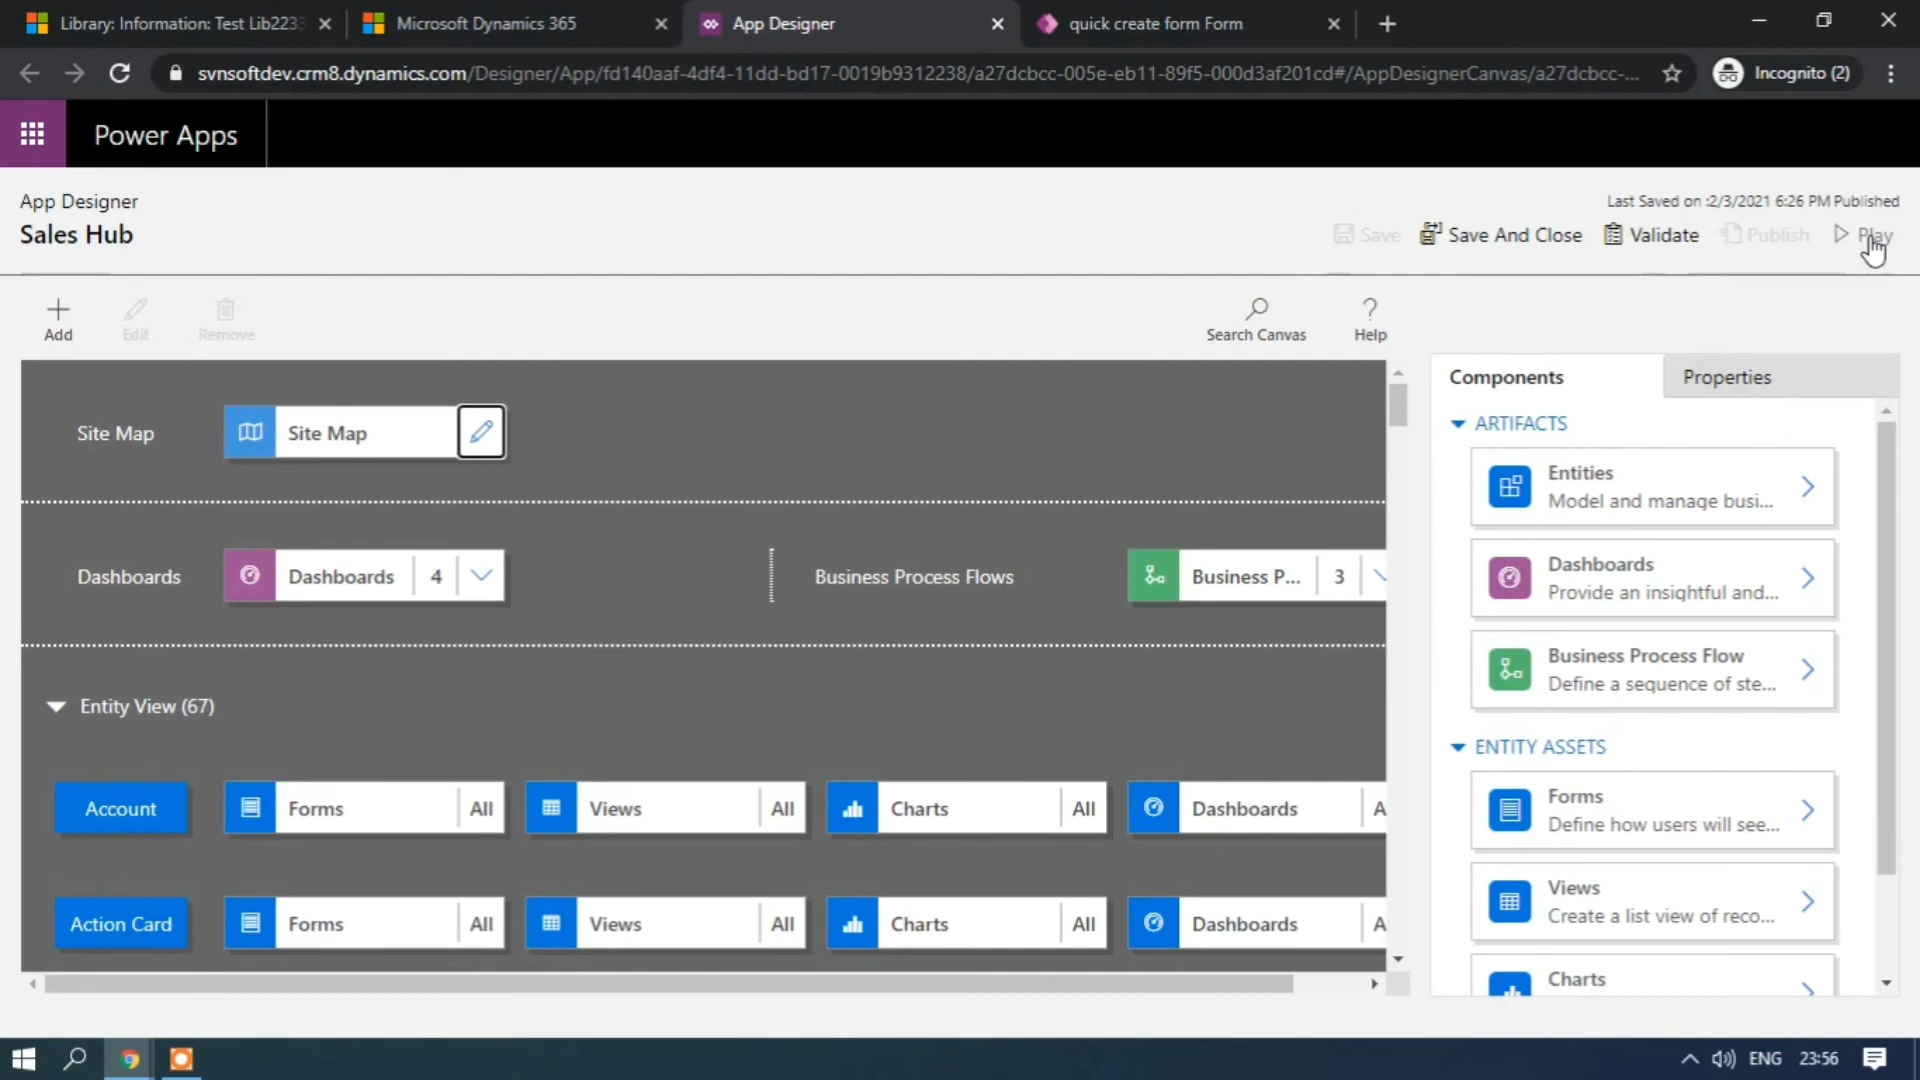 Library: Information: Test Lib2233
Microsoft Dynamics 365
App Designer
quick create form Form
svnsoftdev.crm8.dynamics.com/Designer/App/fd140aaf-4df4-11dd-bd17-0019b9312238/a27dcbcc-005e-eb11-89f5-000d3af201cd#/AppDesignerCanvas/a27dcbcc-...
Incognito (2)
Power Apps
App Designer
Last Saved on :2/3/2021 6:26 PM Published
Sales Hub
Save
Save And Close
Validate
Publish
Play
Add
Edit
Remove
Search Canvas
Help
Components
Properties
Site Map
Site Map
ARTIFACTS
Entities
Model and manage busi...
Dashboards
Dashboards
4
Business Process Flows
Business P...
3
Dashboards
Provide an insightful and...
Business Process Flow
Define a sequence of ste...
Entity View (67)
ENTITY ASSETS
Account
Forms
All
Views
All
Charts
All
Dashboards
A
Forms
Define how users will see...
Action Card
Forms
All
Views
All
Charts
All
Dashboards
A
Views
Create a list view of reco...
Charts
ENG
23:56